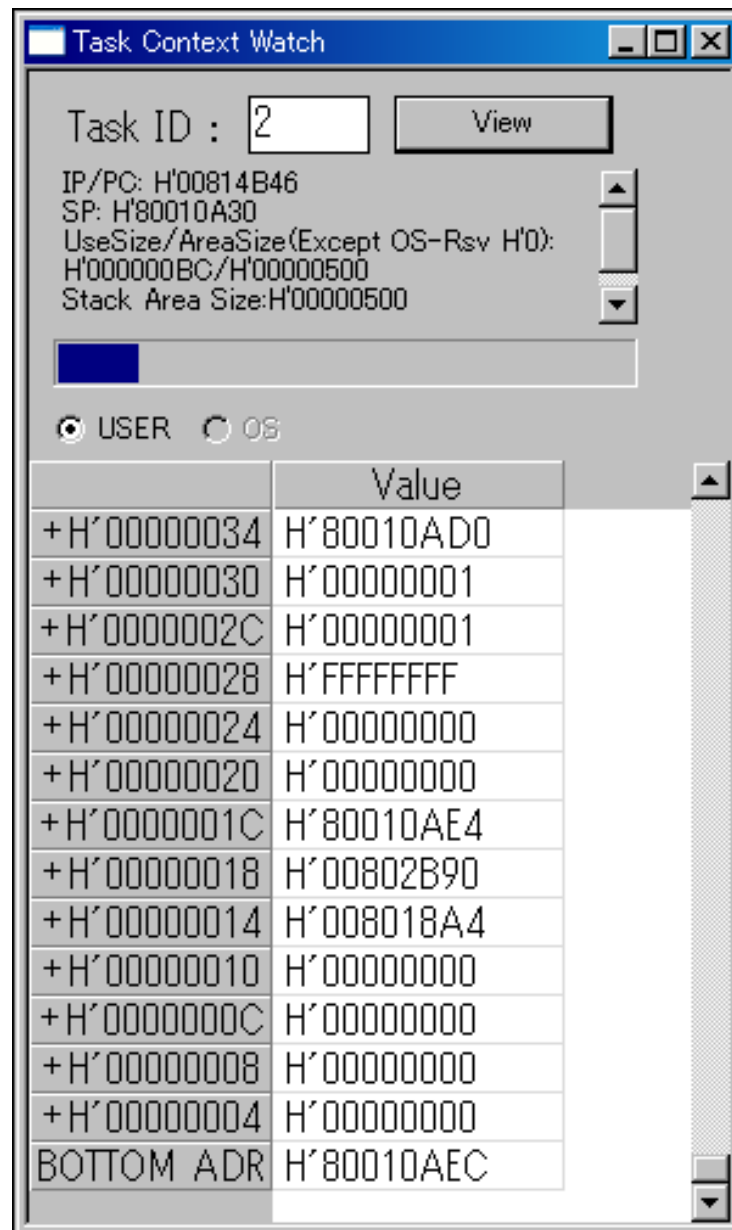 Task Context Watch
Task ID : 2 View
IP/PC: H'00814B46
SP: H'80010A30
UseSize/AreaSize(Except OS-Rsv H'0):
H'000000BC/H'00000500
Stack Area Size:H'00000500
USER OS
Value
+H'00000034 H'80010AD0
+H'00000030 H'00000001
+H'0000002C H'00000001
+H'00000028 H'FFFFFFFF
+H'00000024 H'00000000
+H'00000020 H'00000000
+H'0000001C H'80010AE4
+H'00000018 H'00802B90
+H'00000014 H'008018A4
+H'00000010 H'00000000
+H'0000000C H'00000000
+H'00000008 H'00000000
+H'00000004 H'00000000
BOTTOM ADR H'80010AEC